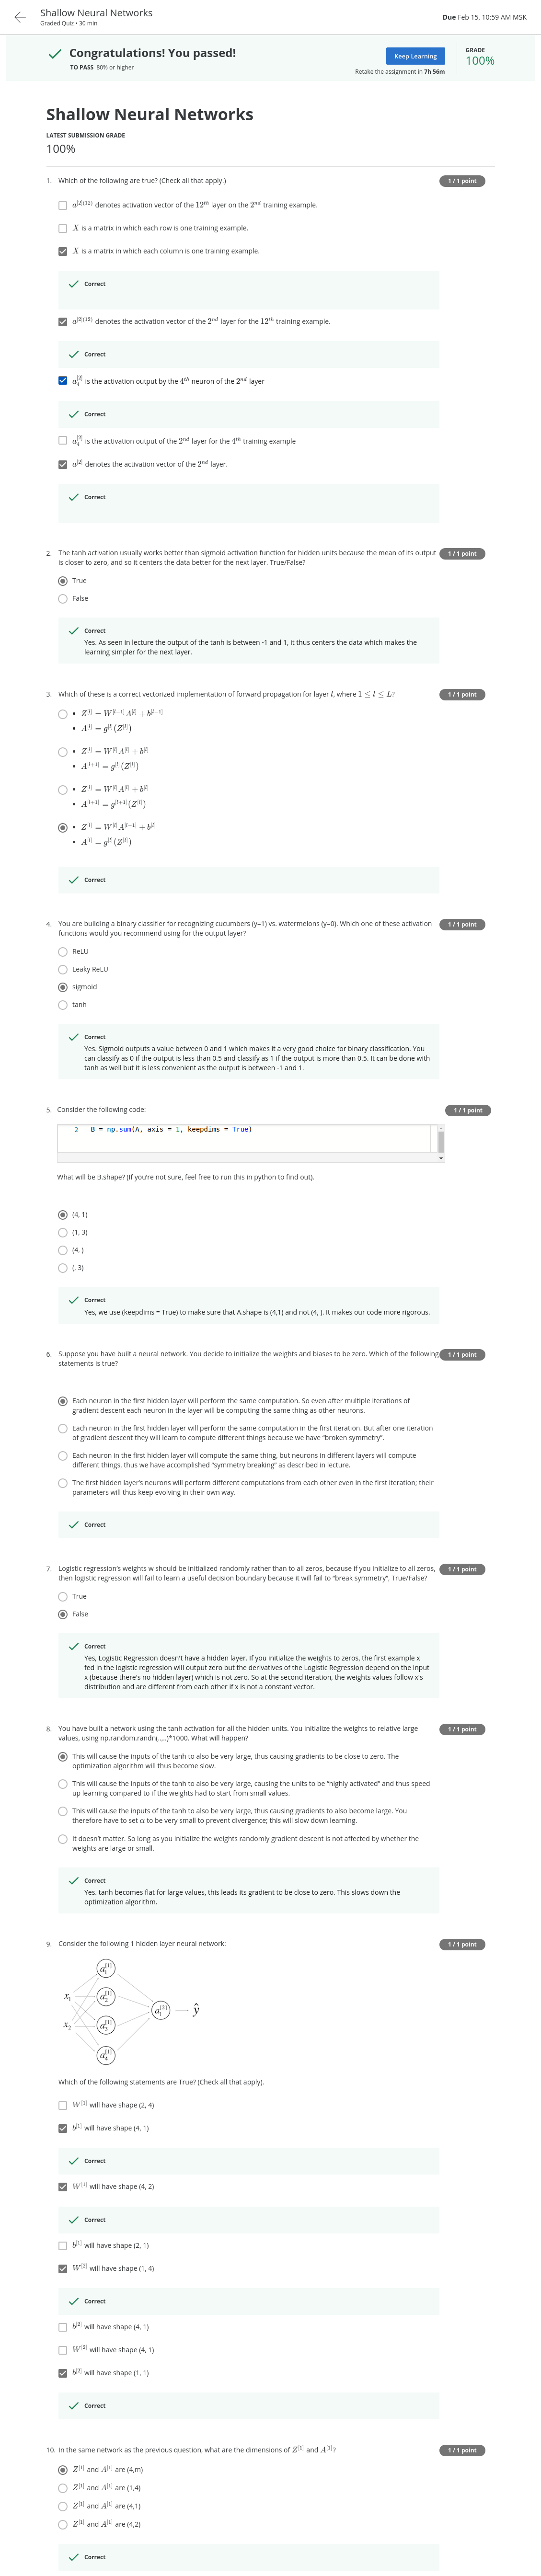 Shallow Neural Networks
Graded Quiz • 30 min
Due Feb 15, 10:59 AM MSK
Congratulations! You passed!
TO PASS 80% or higher
Keep Learning
Retake the assignment in 7h 56m
GRADE
100%
Shallow Neural Networks
LATEST SUBMISSION GRADE
100%
1. Which of the following are true? (Check all that apply.)
1 / 1 point
a^{[2](12)} denotes activation vector of the 12^{th} layer on the 2^{nd} training example.
X is a matrix in which each row is one training example.
X is a matrix in which each column is one training example.
Correct
a^{[2](12)} denotes the activation vector of the 2^{nd} layer for the 12^{th} training example.
Correct
a_4^{[2]} is the activation output by the 4^{th} neuron of the 2^{nd} layer
Correct
a_4^{[2]} is the activation output of the 2^{nd} layer for the 4^{th} training example
a^{[2]} denotes the activation vector of the 2^{nd} layer.
Correct
2. The tanh activation usually works better than sigmoid activation function for hidden units because the mean of its output
is closer to zero, and so it centers the data better for the next layer. True/False?
1 / 1 point
True
False
Correct
Yes. As seen in lecture the output of the tanh is between -1 and 1, it thus centers the data which makes the
learning simpler for the next layer.
3. Which of these is a correct vectorized implementation of forward propagation for layer l, where 1 ≤ l ≤ L?
1 / 1 point
• Z^{[l]} = W^{[l-1]} A^{[l]} + b^{[l-1]}
• A^{[l]} = g^{[l]}(Z^{[l]})
• Z^{[l]} = W^{[l]} A^{[l]} + b^{[l]}
• A^{[l+1]} = g^{[l]}(Z^{[l]})
• Z^{[l]} = W^{[l]} A^{[l]} + b^{[l]}
• A^{[l+1]} = g^{[l+1]}(Z^{[l]})
• Z^{[l]} = W^{[l]} A^{[l-1]} + b^{[l]}
• A^{[l]} = g^{[l]}(Z^{[l]})
Correct
4. You are building a binary classifier for recognizing cucumbers (y=1) vs. watermelons (y=0). Which one of these activation
functions would you recommend using for the output layer?
1 / 1 point
ReLU
Leaky ReLU
sigmoid
tanh
Correct
Yes. Sigmoid outputs a value between 0 and 1 which makes it a very good choice for binary classification. You
can classify as 0 if the output is less than 0.5 and classify as 1 if the output is more than 0.5. It can be done with
tanh as well but it is less convenient as the output is between -1 and 1.
5. Consider the following code:
1 / 1 point
2 B = np.sum(A, axis = 1, keepdims = True)
What will be B.shape? (If you're not sure, feel free to run this in python to find out).
(4, 1)
(1, 3)
(4, )
(, 3)
Correct
Yes, we use (keepdims = True) to make sure that A.shape is (4,1) and not (4, ). It makes our code more rigorous.
6. Suppose you have built a neural network. You decide to initialize the weights and biases to be zero. Which of the following
statements is true?
1 / 1 point
Each neuron in the first hidden layer will perform the same computation. So even after multiple iterations of
gradient descent each neuron in the layer will be computing the same thing as other neurons.
Each neuron in the first hidden layer will perform the same computation in the first iteration. But after one iteration
of gradient descent they will learn to compute different things because we have "broken symmetry".
Each neuron in the first hidden layer will compute the same thing, but neurons in different layers will compute
different things, thus we have accomplished "symmetry breaking" as described in lecture.
The first hidden layer's neurons will perform different computations from each other even in the first iteration; their
parameters will thus keep evolving in their own way.
Correct
7. Logistic regression's weights w should be initialized randomly rather than to all zeros, because if you initialize to all zeros,
then logistic regression will fail to learn a useful decision boundary because it will fail to "break symmetry", True/False?
1 / 1 point
True
False
Correct
Yes, Logistic Regression doesn't have a hidden layer. If you initialize the weights to zeros, the first example x
fed in the logistic regression will output zero but the derivatives of the Logistic Regression depend on the input
x (because there's no hidden layer) which is not zero. So at the second iteration, the weights values follow x's
distribution and are different from each other if x is not a constant vector.
8. You have built a network using the tanh activation for all the hidden units. You initialize the weights to relative large
values, using np.random.randn(..,..)*1000. What will happen?
1 / 1 point
This will cause the inputs of the tanh to also be very large, thus causing gradients to be close to zero. The
optimization algorithm will thus become slow.
This will cause the inputs of the tanh to also be very large, causing the units to be "highly activated" and thus speed
up learning compared to if the weights had to start from small values.
This will cause the inputs of the tanh to also be very large, thus causing gradients to also become large. You
therefore have to set α to be very small to prevent divergence; this will slow down learning.
It doesn't matter. So long as you initialize the weights randomly gradient descent is not affected by whether the
weights are large or small.
Correct
Yes. tanh becomes flat for large values, this leads its gradient to be close to zero. This slows down the
optimization algorithm.
9. Consider the following 1 hidden layer neural network:
1 / 1 point
a_1^{[1]}
x_1
a_2^{[1]}
a_1^{[2]}
ŷ
x_2
a_3^{[1]}
a_4^{[1]}
Which of the following statements are True? (Check all that apply).
W^{[1]} will have shape (2, 4)
b^{[1]} will have shape (4, 1)
Correct
W^{[1]} will have shape (4, 2)
Correct
b^{[1]} will have shape (2, 1)
W^{[2]} will have shape (1, 4)
Correct
b^{[2]} will have shape (4, 1)
W^{[2]} will have shape (4, 1)
b^{[2]} will have shape (1, 1)
Correct
10. In the same network as the previous question, what are the dimensions of Z^{[1]} and A^{[1]}?
1 / 1 point
Z^{[1]} and A^{[1]} are (4,m)
Z^{[1]} and A^{[1]} are (1,4)
Z^{[1]} and A^{[1]} are (4,1)
Z^{[1]} and A^{[1]} are (4,2)
Correct